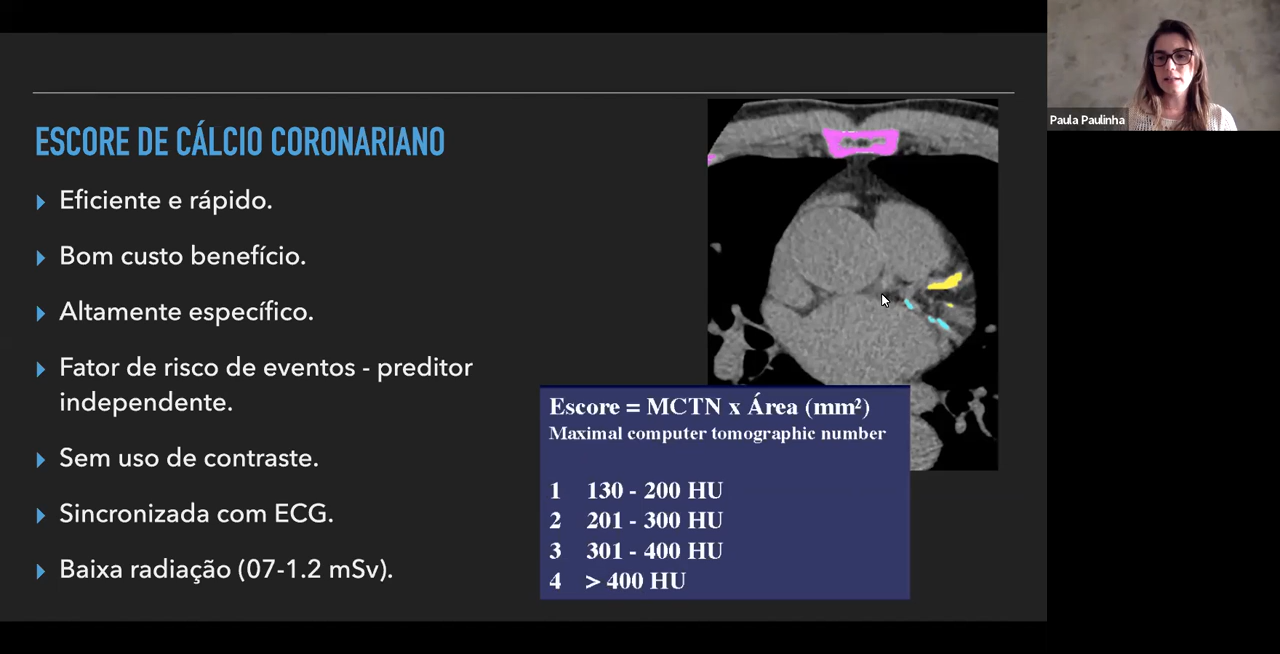 ESCORE DE CÁLCIO CORONARIANO
Eficiente e rápido.
Bom custo benefício.
Altamente específico.
Fator de risco de eventos - preditor
independente.
Sem uso de contraste.
Sincronizada com ECG.
Baixa radiação (07-1.2 mSv).
Escore = MCTN x Área (mm²)
Maximal computer tomographic number
1 130 - 200 HU
2 201 - 300 HU
3 301 - 400 HU
4 > 400 HU
Paula Paulinha